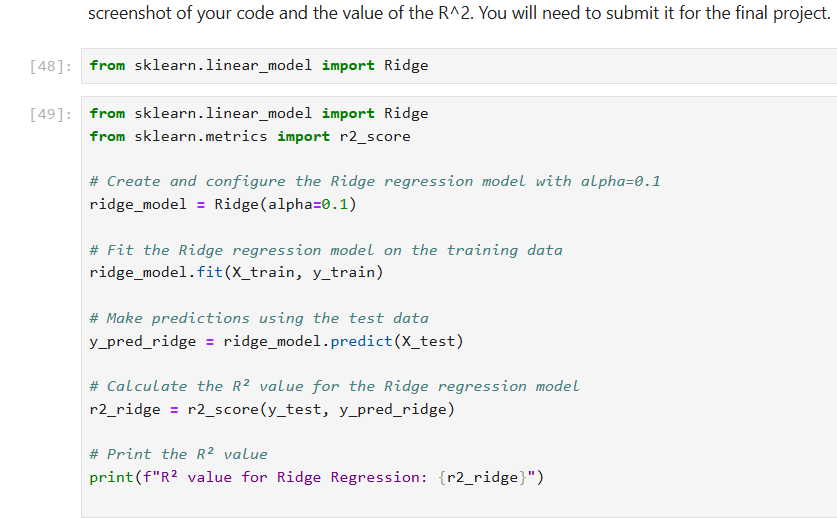 screenshot of your code and the value of the R^2. You will need to submit it for the final project.
[48]: from sklearn.linear_model import Ridge
[49]: from sklearn.linear_model import Ridge
from sklearn.metrics import r2_score
# Create and configure the Ridge regression model with alpha=0.1
ridge_model = Ridge(alpha=0.1)
# Fit the Ridge regression model on the training data
ridge_model.fit(X_train, y_train)
# Make predictions using the test data
y_pred_ridge = ridge_model.predict(X_test)
# Calculate the R² value for the Ridge regression model
r2_ridge = r2_score(y_test, y_pred_ridge)
# Print the R² value
print(f"R² value for Ridge Regression: {r2_ridge}")